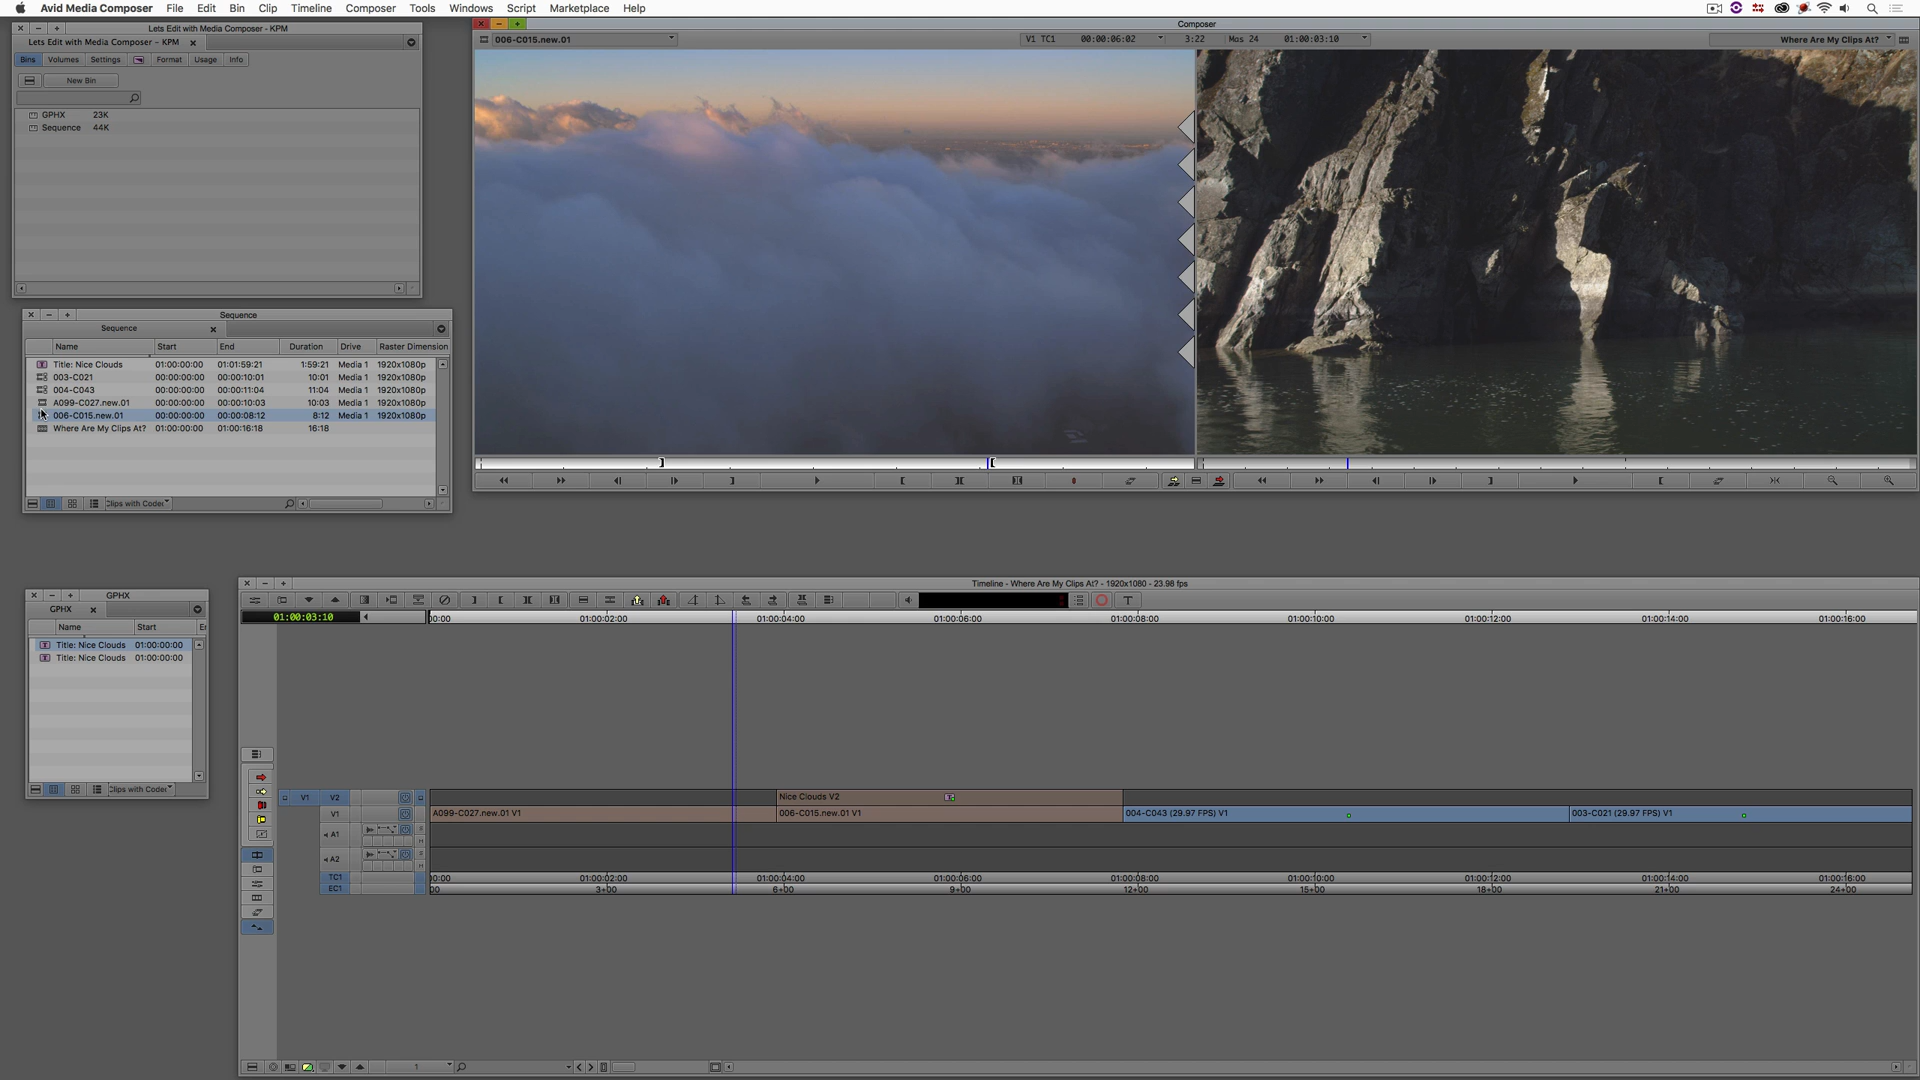 Avid Media Composer File Edit Bin Clip Timeline Composer Tools Windows Script Marketplace Help
Lets Edit with Media Composer - KPM
Lets Edit with Media Composer - KPM
Bins Volumes Settings Format Usage Info
New Bin
GPHX 23K
Sequence 44K
Composer
006-C015.new.01
V1 TC1 00:00:06:02 3:22 Mas 24 01:00:03:10
Where Are My Clips At?
Sequence
Sequence
Name Start End Duration Drive Raster Dimension
Title: Nice Clouds 01:00:00:00 01:01:59:21 1:59:21 Media 1 1920x1080p
003-C021 00:00:00:00 00:00:10:01 10:01 Media 1 1920x1080p
004-C043 00:00:00:00 00:00:11:04 11:04 Media 1 1920x1080p
A099-C027.new.01 00:00:00:00 00:00:10:03 10:03 Media 1 1920x1080p
006-C015.new.01 00:00:00:00 00:00:08:12 8:12 Media 1 1920x1080p
Where Are My Clips At? 01:00:00:00 01:00:16:18 16:18
Clips with Codec
GPHX
GPHX
Name Start
Title: Nice Clouds 01:00:00:00
Title: Nice Clouds 01:00:00:00
Clips with Codec
Timeline - Where Are My Clips At? - 1920x1080 - 23.98 fps
01:00:03:10
00:00 01:00:02:00 01:00:04:00 01:00:06:00 01:00:08:00 01:00:10:00 01:00:12:00 01:00:14:00 01:00:16:00
V1 V2 Nice Clouds V2
V1 A099-C027.new.01 V1 006-C015.new.01 V1 004-C043 (29.97 FPS) V1 003-C021 (29.97 FPS) V1
A1
A2
TC1 00:00 01:00:02:00 01:00:04:00 01:00:06:00 01:00:08:00 01:00:10:00 01:00:12:00 01:00:14:00 01:00:16:00
EC1 00 3+00 6+00 9+00 12+00 15+00 18+00 21+00 24+00
1